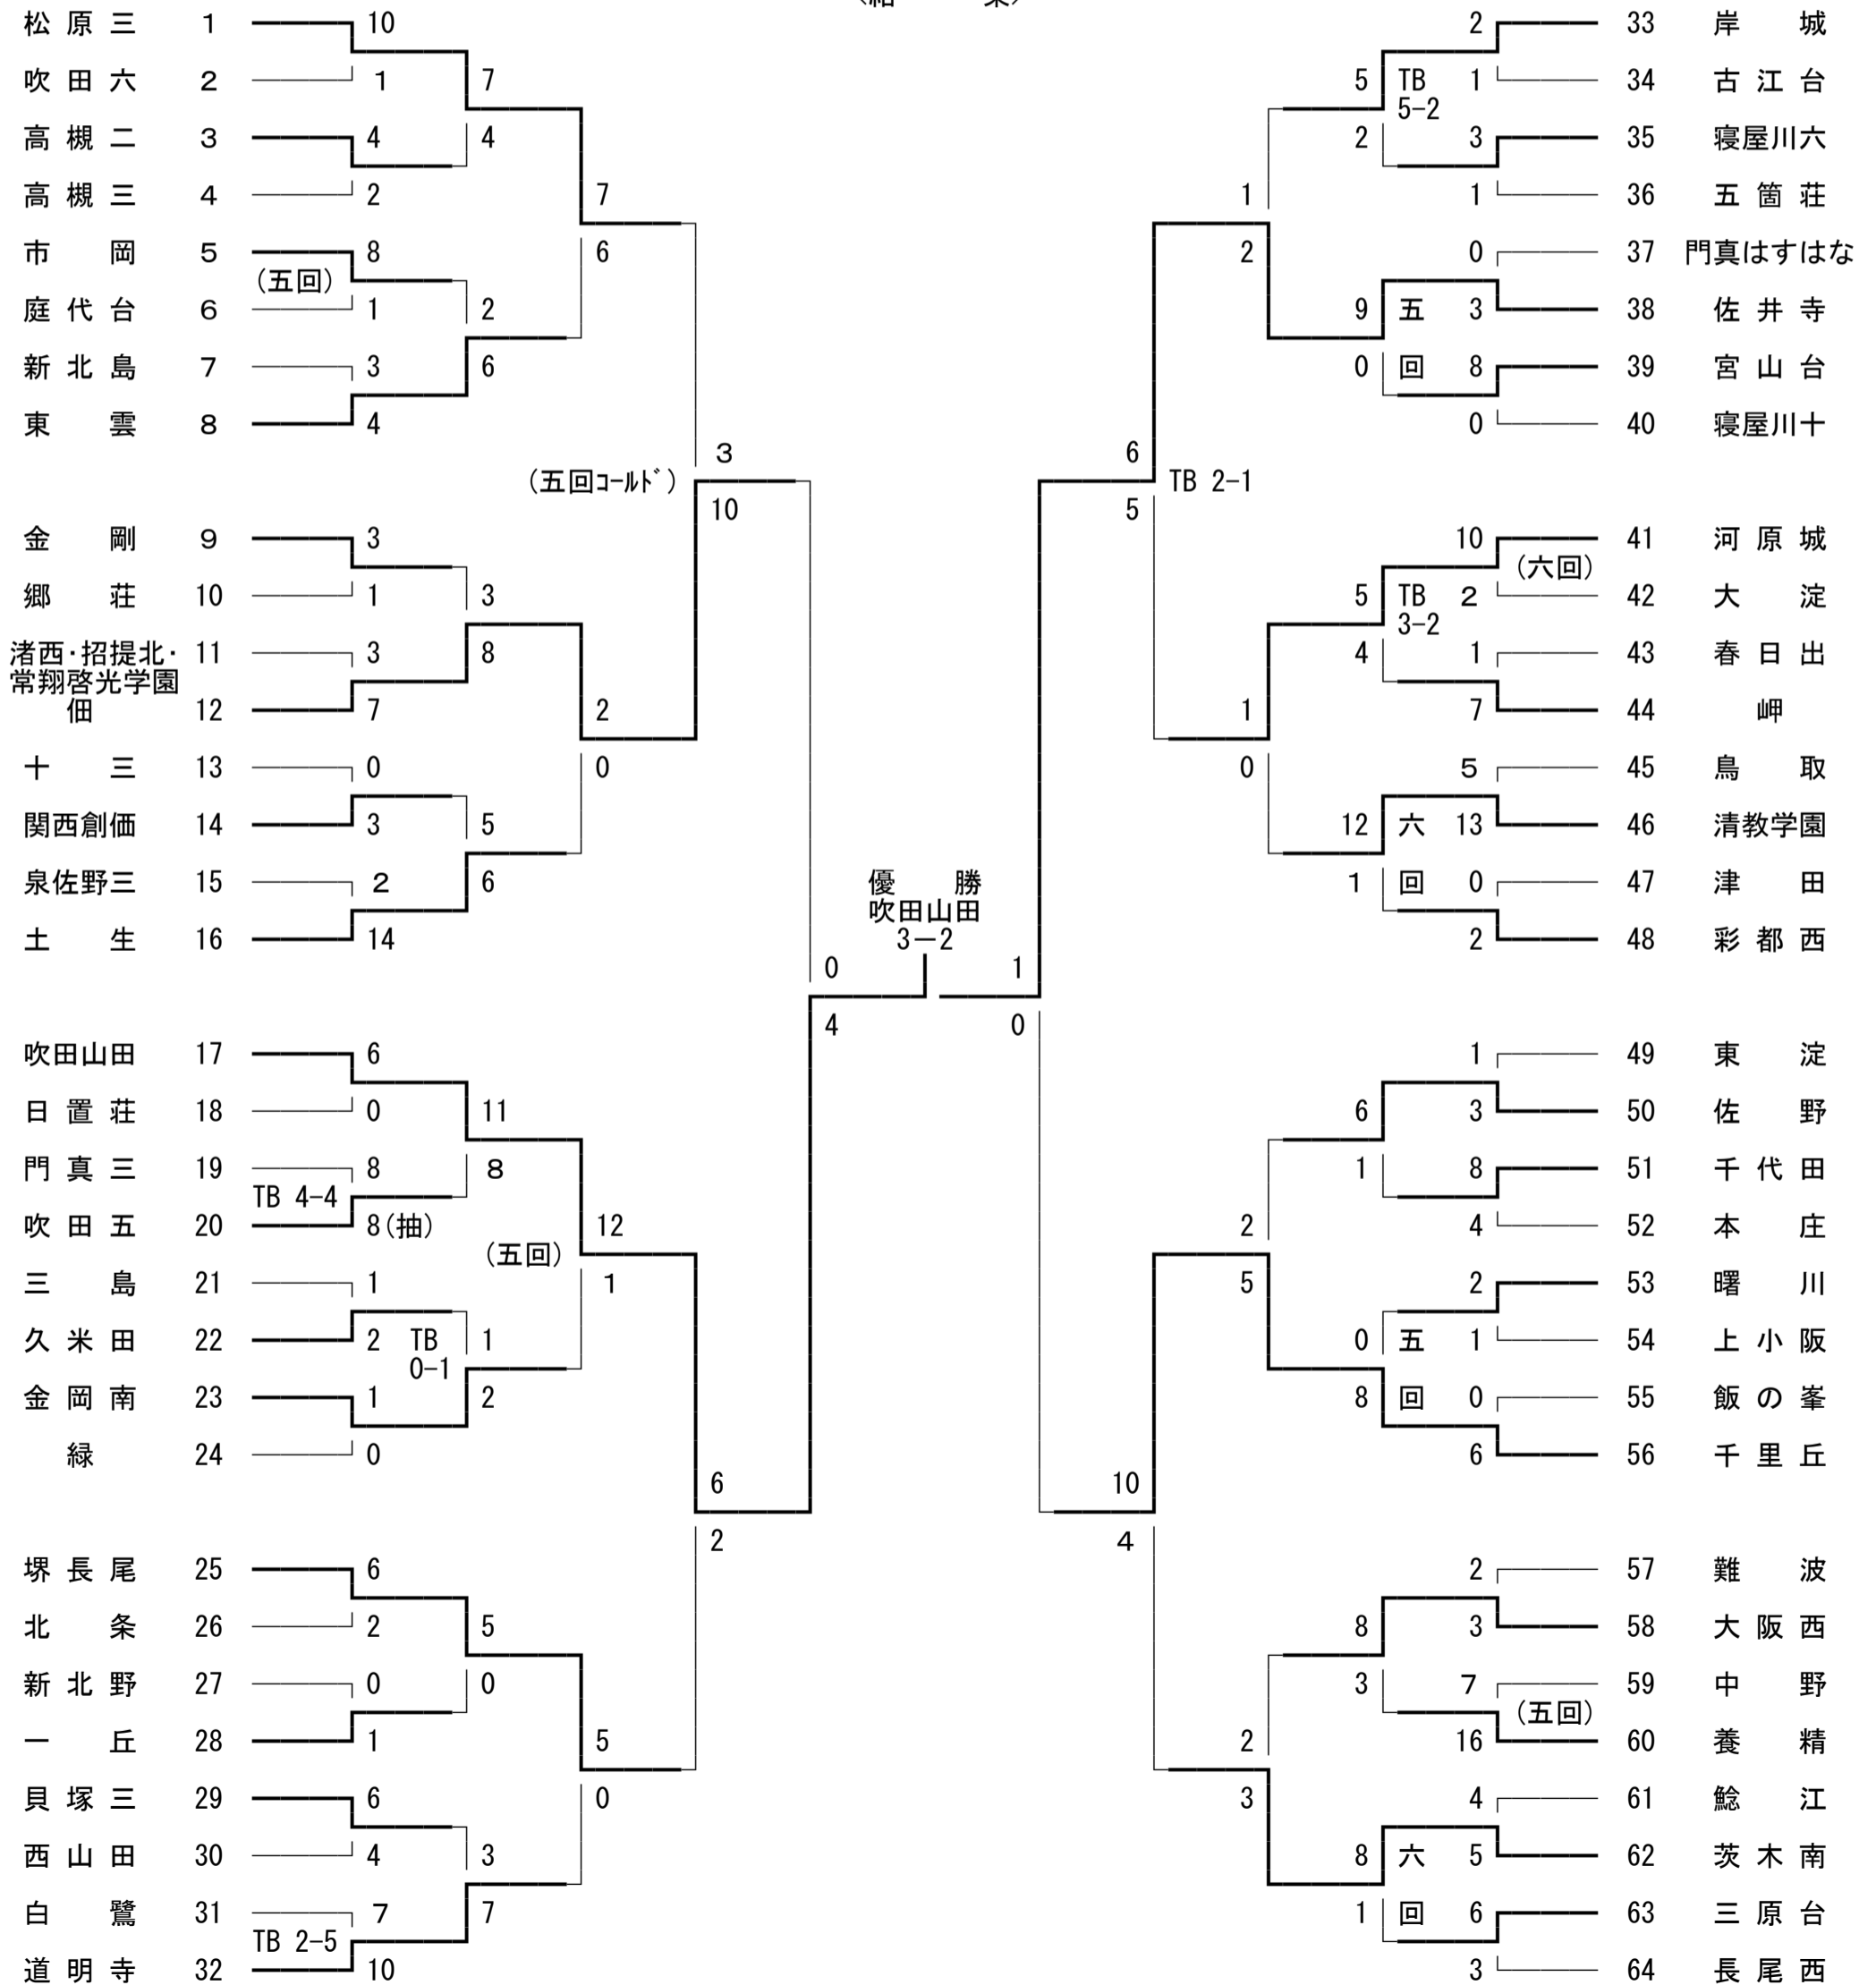 松原三 1 10 2 33 岸城
吹田六 2 1 7 5 TB 1 34 古江台
5-2
高槻二 3 4 4 2 3 35 寝屋川六
高槻三 4 2 7 1 1 36 五箇荘
市岡 5 8 6 2 0 37 門真はすはな
(五回)
庭代台 6 1 2 9 五 3 38 佐井寺
新北島 7 3 6 0 回 8 39 宮山台
東雲 8 4 0 40 寝屋川十
3 6
(五回ｺｰﾙﾄﾞ) TB 2-1
10 5
金剛 9 3 10 41 河原城
(六回)
郷荘 10 1 3 5 TB 2 42 大淀
3-2
渚西･招提北･ 11 3 8 4 1 43 春日出
常翔啓光学園
佃 12 7 2 1 7 44 岬
十三 13 0 0 0 5 45 鳥取
関西創価 14 3 5 12 六 13 46 清教学園
泉佐野三 15 2 6 優勝 1 回 0 47 津田
吹田山田
土生 16 14 3－2 2 48 彩都西
0 1
4 0
吹田山田 17 6 1 49 東淀
日置荘 18 0 11 6 3 50 佐野
門真三 19 8 8 1 8 51 千代田
TB 4-4
吹田五 20 8(抽) 12 2 4 52 本庄
(五回)
三島 21 1 1 5 2 53 曙川
久米田 22 2 TB 1 0 五 1 54 上小阪
0-1
金岡南 23 1 2 8 回 0 55 飯の峯
緑 24 0 6 10 6 56 千里丘
2 4
堺長尾 25 6 2 57 難波
北条 26 2 5 8 3 58 大阪西
新北野 27 0 0 3 7 59 中野
(五回)
一丘 28 1 5 2 16 60 養精
貝塚三 29 6 0 3 4 61 鯰江
西山田 30 4 3 8 六 5 62 茨木南
白鷺 31 7 7 1 回 6 63 三原台
TB 2-5
道明寺 32 10 3 64 長尾西